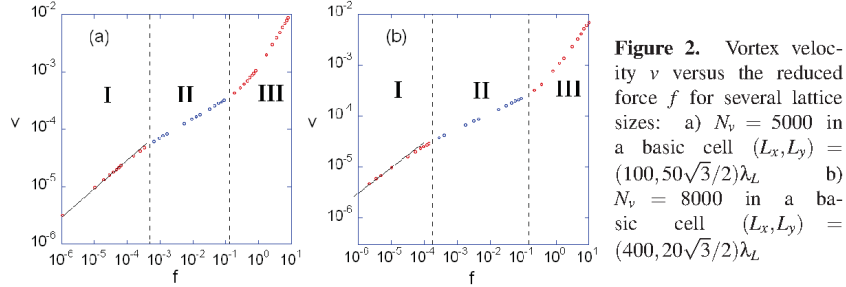 (a)
I
II
III
10^-2
10^-3
10^-4
10^-5
10^-6
v
10^-6 10^-5 10^-4 10^-3 10^-2 10^-1 10^0 10^1
f
(b)
I
II
III
10^-2
10^-3
10^-4
10^-5
10^-6
10^-6 10^-5 10^-4 10^-3 10^-2 10^-1 10^0 10^1
f
Figure 2. Vortex veloc-
ity v versus the reduced
force f for several lattice
sizes: a) N_v = 5000 in
a basic cell (L_x,L_y) =
(100,50√3/2)λ_L b)
N_v = 8000 in a ba-
sic cell (L_x,L_y) =
(400,20√3/2)λ_L